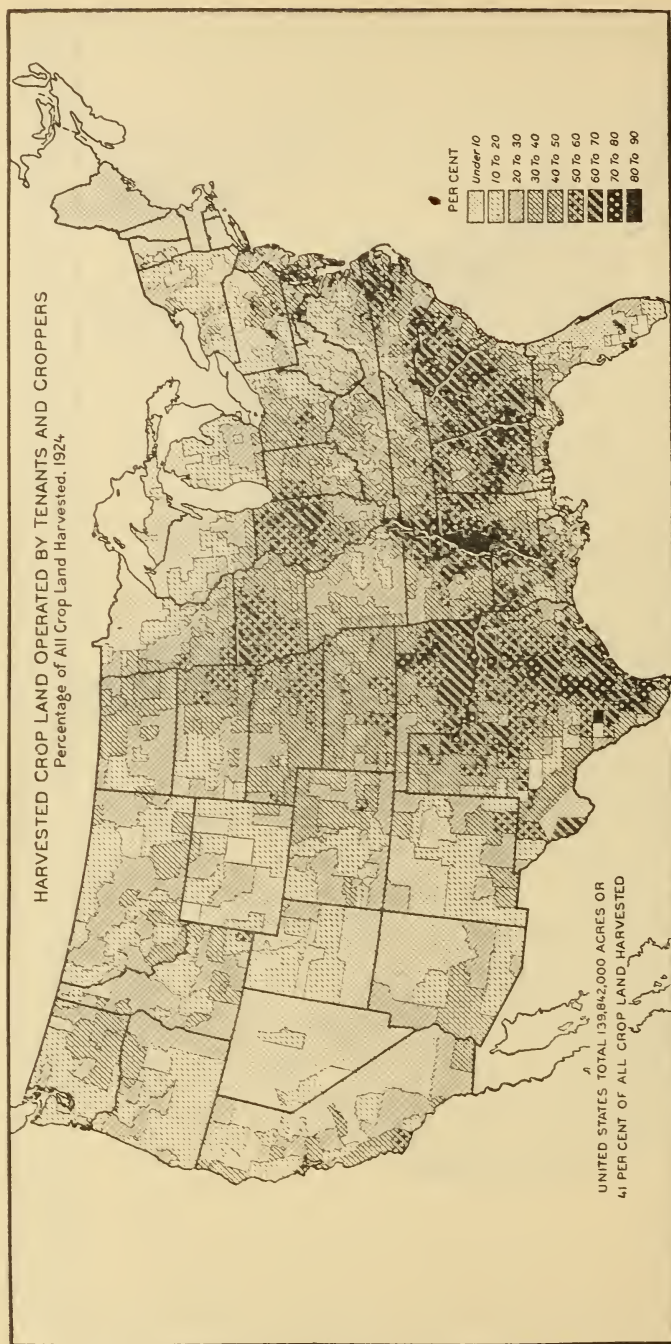 HARVESTED CROP LAND OPERATED BY TENANTS AND CROPPERS
Percentage of All Crop Land Harvested, 1924
PER CENT
Under 10
10 To 20
20 To 30
30 To 40
40 To 50
50 To 60
60 To 70
70 To 80
80 To 90
UNITED STATES TOTAL 139,842,000 ACRES OR
41 PER CENT OF ALL CROP LAND HARVESTED